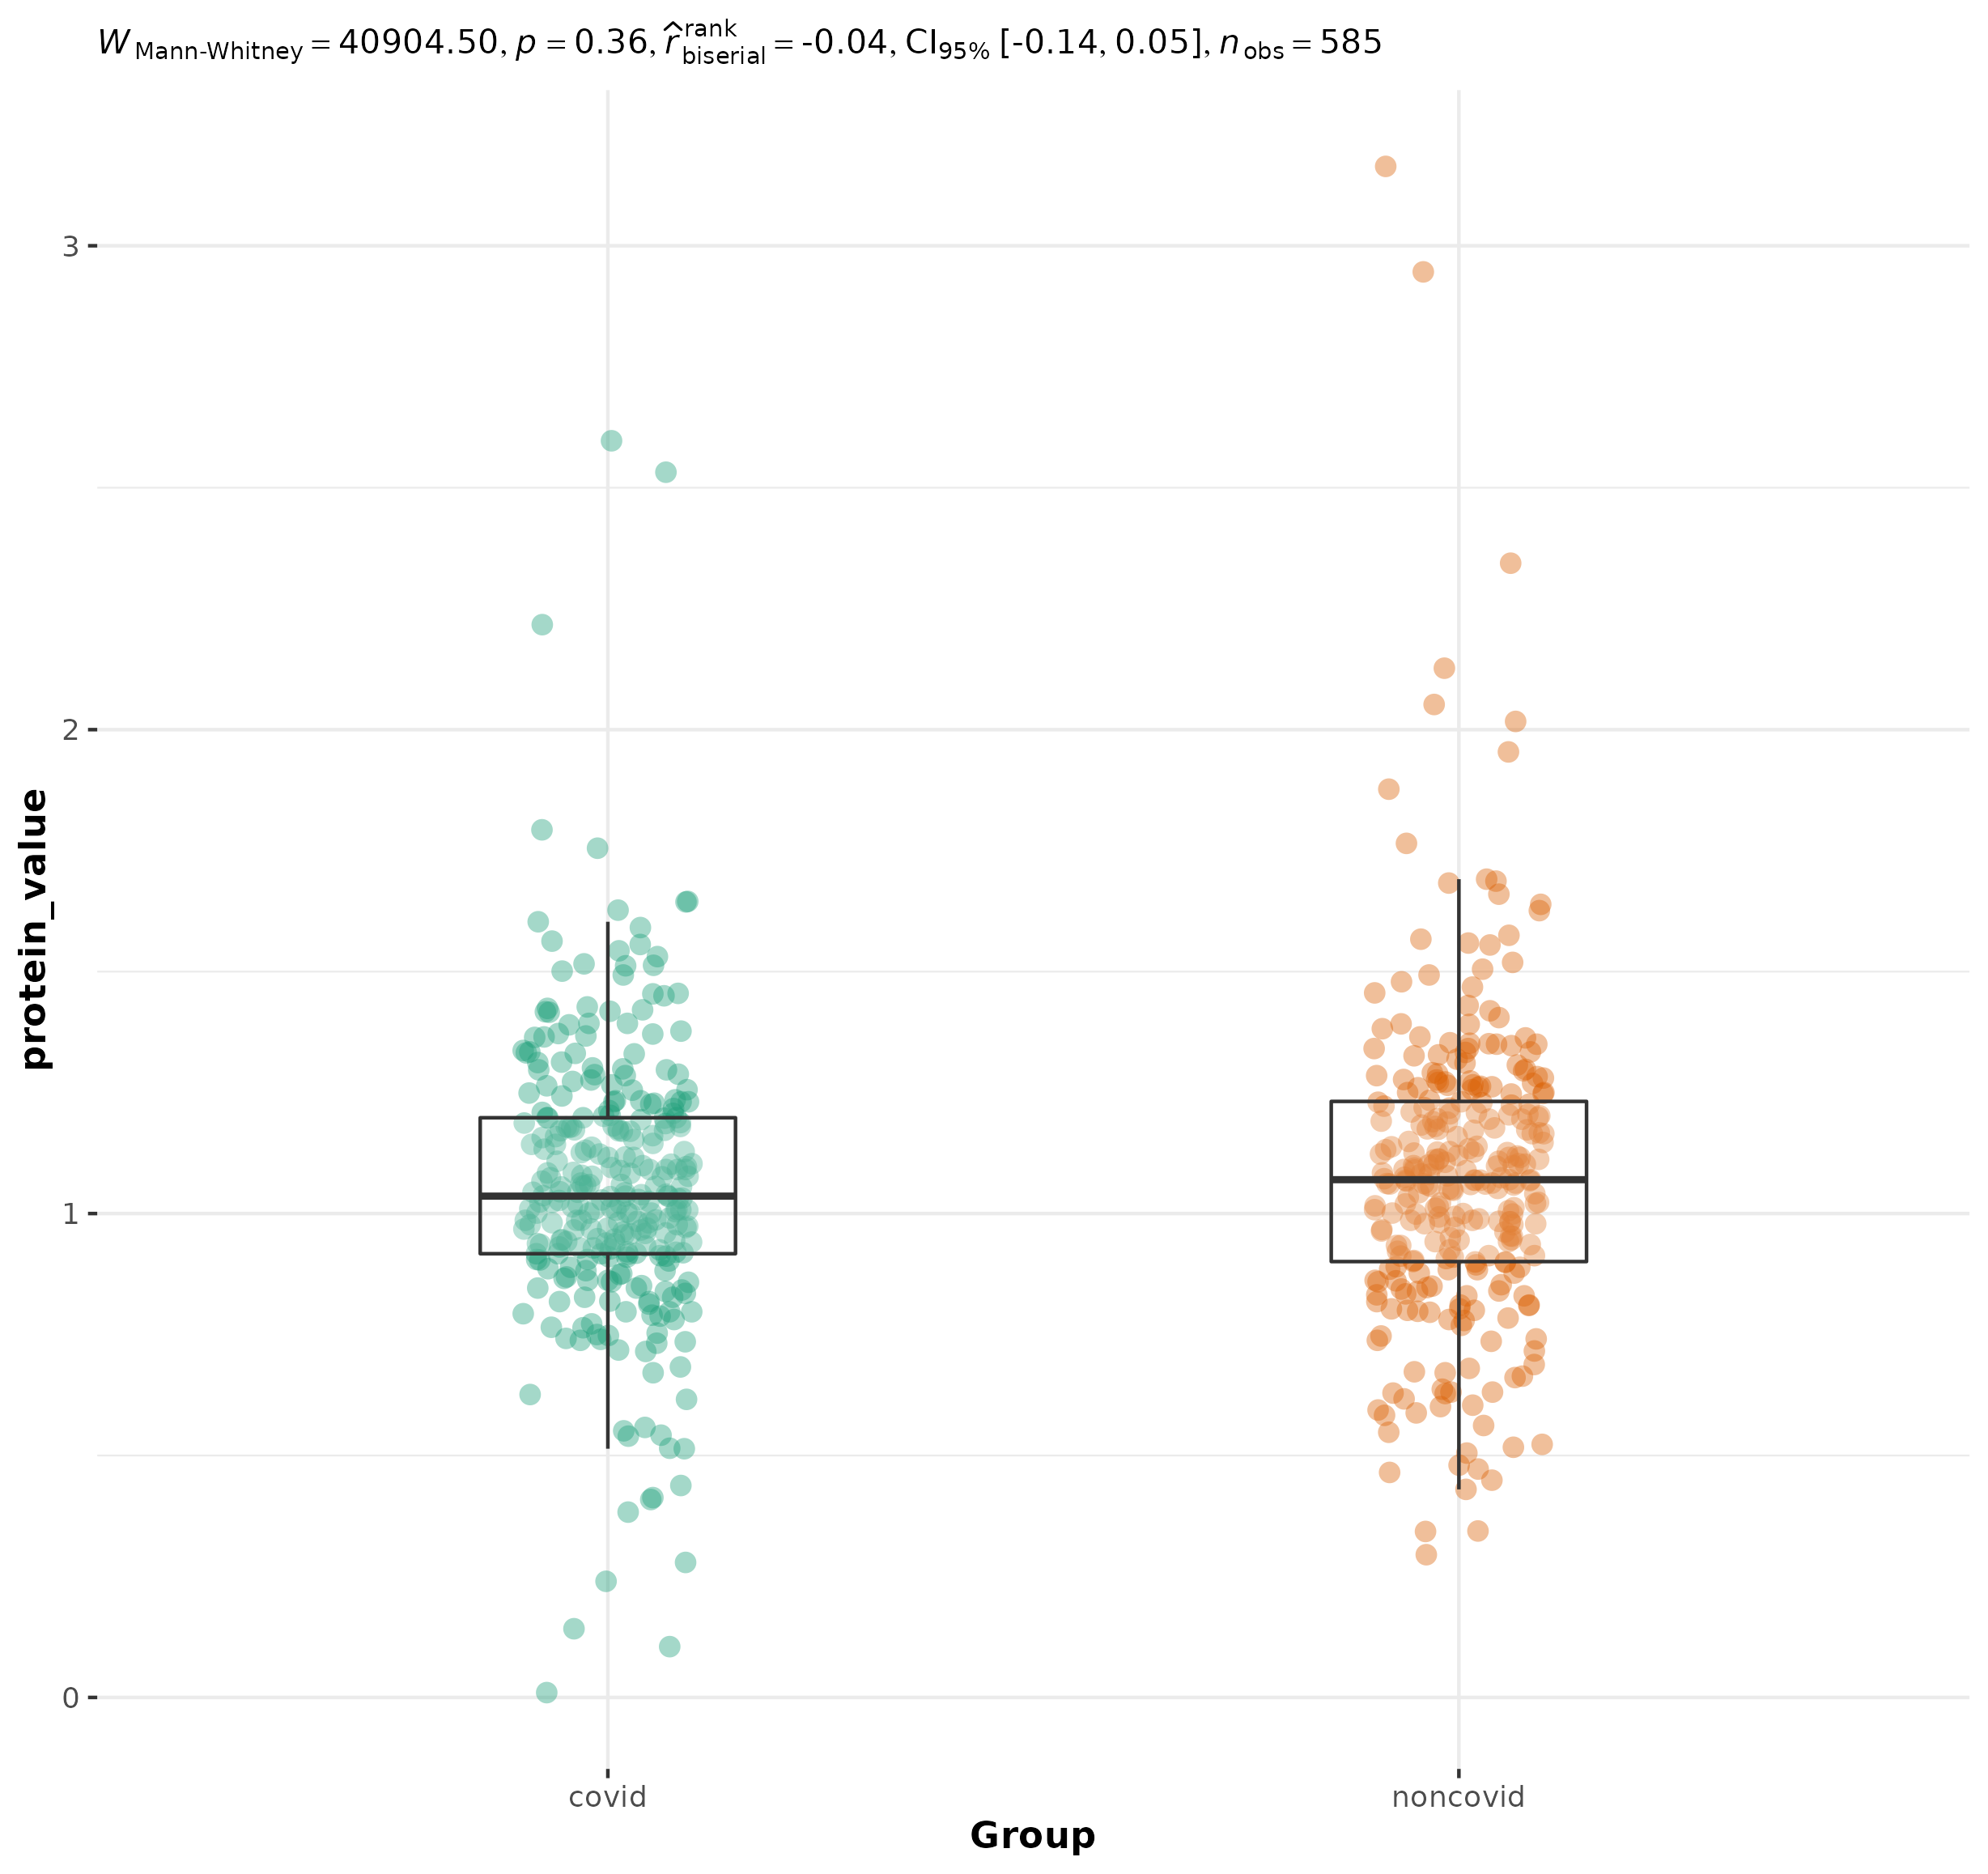 W Mann-Whitney = 40904.50, p = 0.36, r̂ rank biserial = -0.04, CI95% [-0.14, 0.05], n obs = 585
3
2
1
0
protein_value
covid noncovid
Group